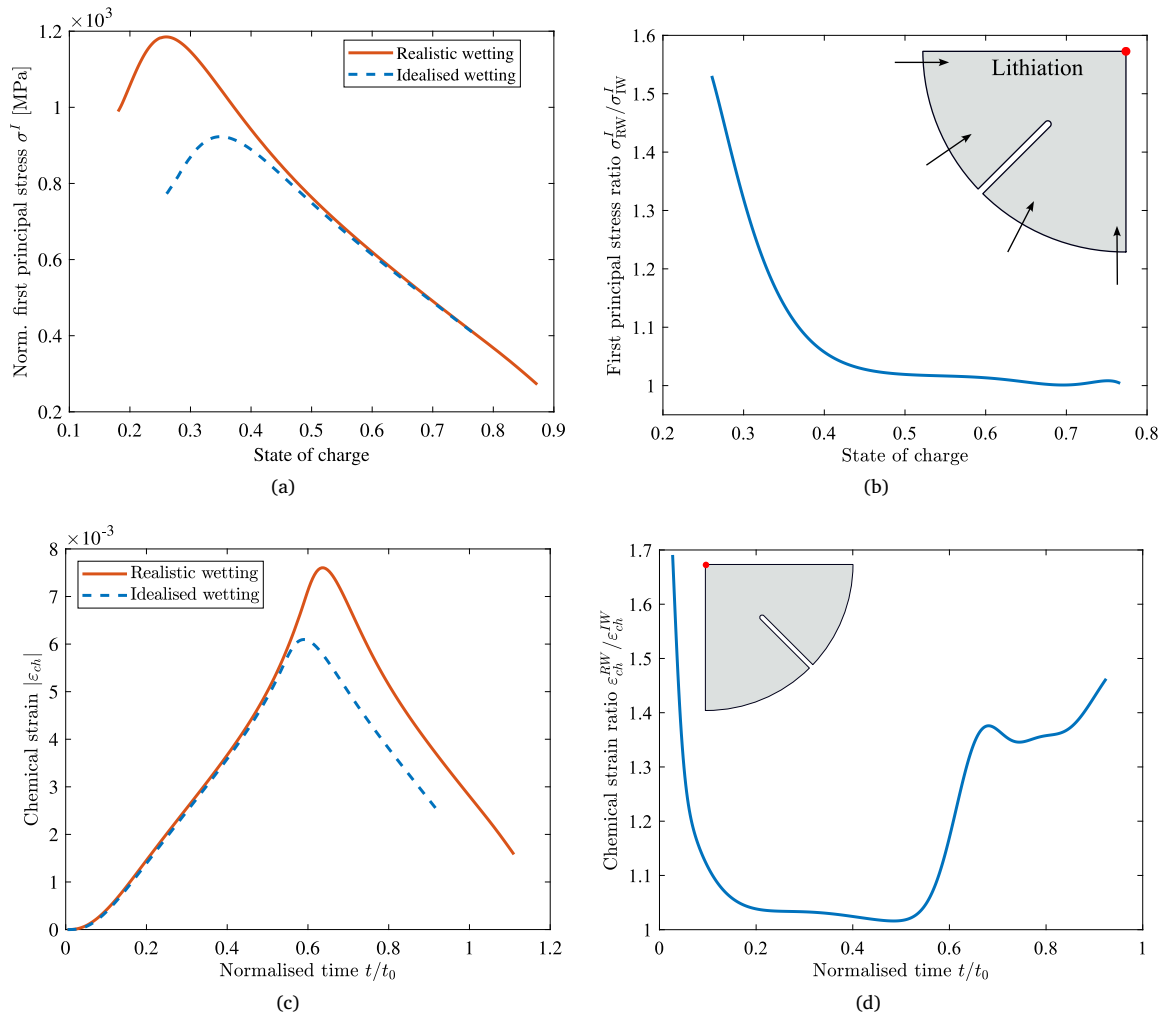 ×10³
1.2
1
0.8
0.6
0.4
0.2
0.1 0.2 0.3 0.4 0.5 0.6 0.7 0.8 0.9
Norm. first principal stress σ^I [MPa]
State of charge
Realistic wetting
Idealised wetting
(a)
1.6
1.5
1.4
1.3
1.2
1.1
1
0.2 0.3 0.4 0.5 0.6 0.7 0.8
First principal stress ratio σ^I_RW/σ^I_IW
State of charge
Lithiation
(b)
×10⁻³
8
7
6
5
4
3
2
1
0
0 0.2 0.4 0.6 0.8 1 1.2
Chemical strain |ε_ch|
Normalised time t/t₀
Realistic wetting
Idealised wetting
(c)
1.7
1.6
1.5
1.4
1.3
1.2
1.1
1
0 0.2 0.4 0.6 0.8 1
Chemical strain ratio ε_ch^RW/ε_ch^IW
Normalised time t/t₀
(d)